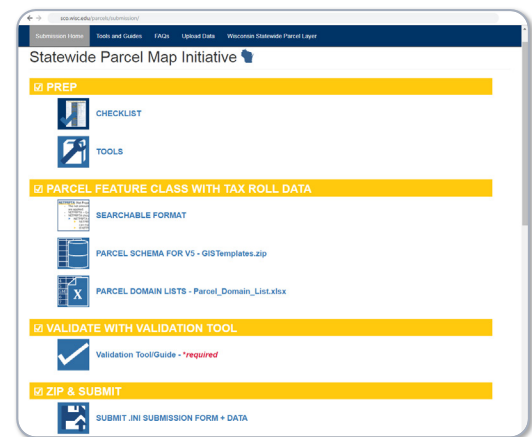 sco.wisc.edu/parcels/submission/
Submission Home Tools and Guides FAQs Upload Data Wisconsin Statewide Parcel Layer
Statewide Parcel Map Initiative
PREP
CHECKLIST
TOOLS
PARCEL FEATURE CLASS WITH TAX ROLL DATA
SEARCHABLE FORMAT
PARCEL SCHEMA FOR V5 - GISTemplates.zip
PARCEL DOMAIN LISTS - Parcel_Domain_List.xlsx
X
VALIDATE WITH VALIDATION TOOL
Validation Tool/Guide - *required
ZIP & SUBMIT
SUBMIT .INI SUBMISSION FORM + DATA